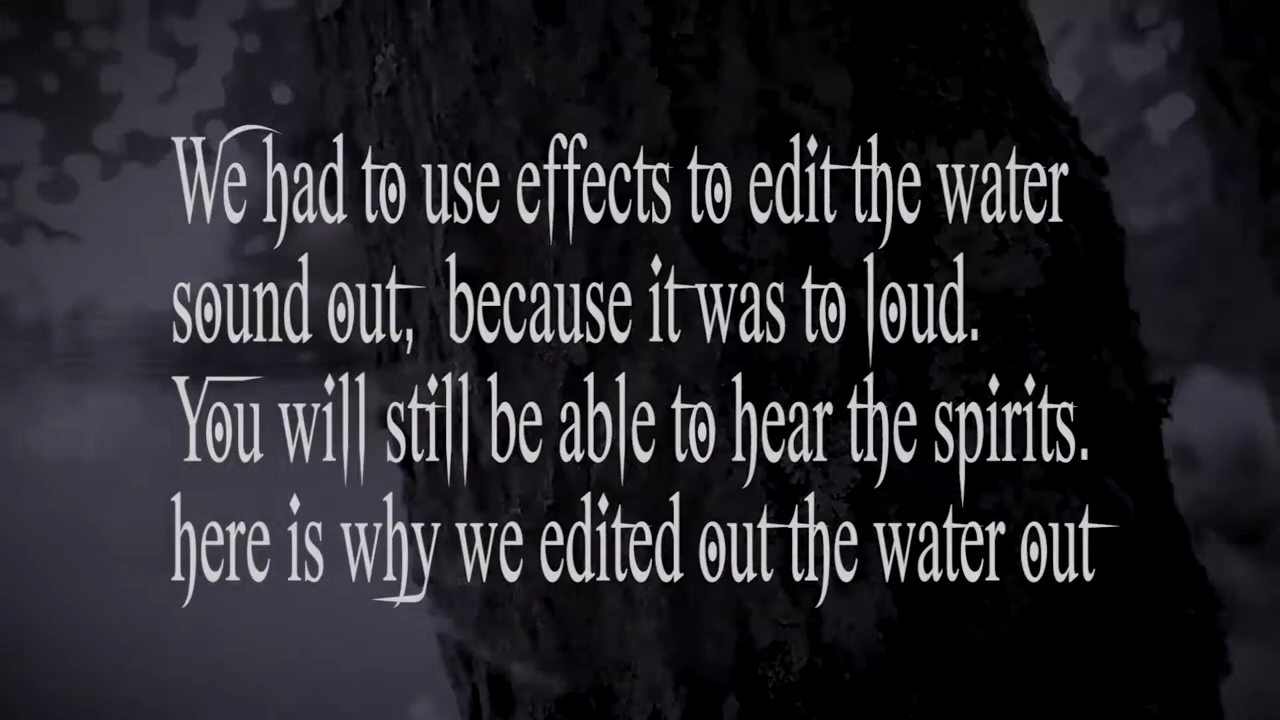 We had to use effects to edit the water
sound out, because it was to loud.
You will still be able to hear the spirits.
here is why we edited out the water out